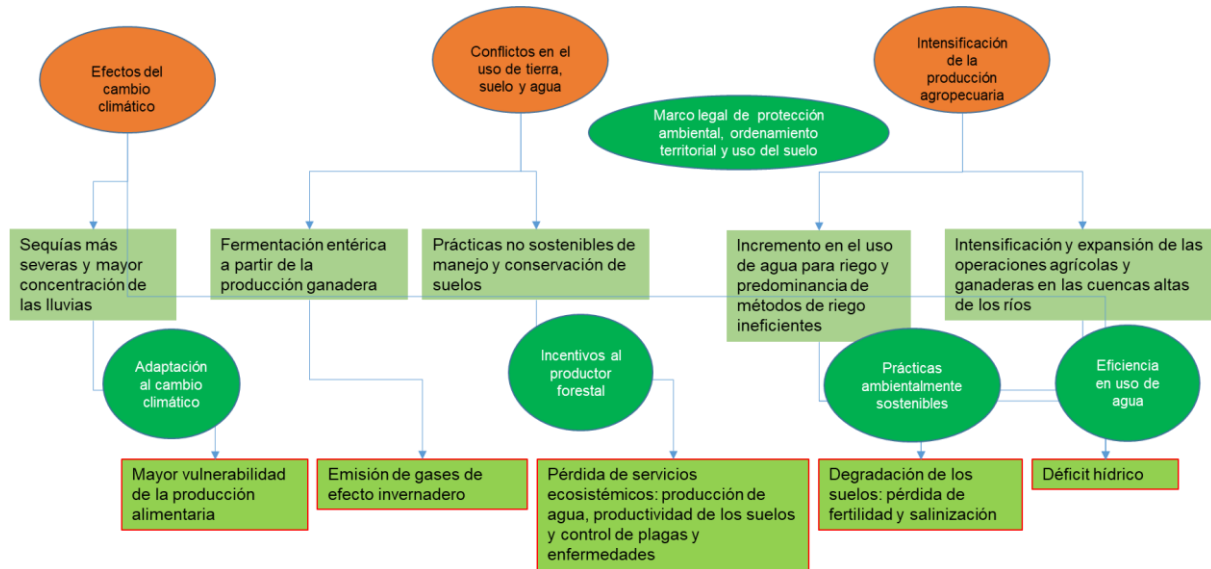 Efectos del
cambio
climático
Conflictos en el
uso de tierra,
suelo y agua
Intensificación
de la
producción
agropecuaria
Marco legal de protección
ambiental, ordenamiento
territorial y uso del suelo
Sequías más
severas y mayor
concentración de
las lluvias
Fermentación entérica
a partir de la
producción ganadera
Prácticas no sostenibles de
manejo y conservación de
suelos
Incremento en el uso
de agua para riego y
predominancia de
métodos de riego
ineficientes
Intensificación y expansión de las
operaciones agrícolas y
ganaderas en las cuencas altas
de los ríos
Adaptación
al cambio
climático
Incentivos al
productor
forestal
Prácticas
ambientalmente
sostenibles
Eficiencia
en uso de
agua
Mayor vulnerabilidad
de la producción
alimentaria
Emisión de gases de
efecto invernadero
Pérdida de servicios
ecosistémicos: producción de
agua, productividad de los suelos
y control de plagas y
enfermedades
Degradación de los
suelos: pérdida de
fertilidad y salinización
Déficit hídrico